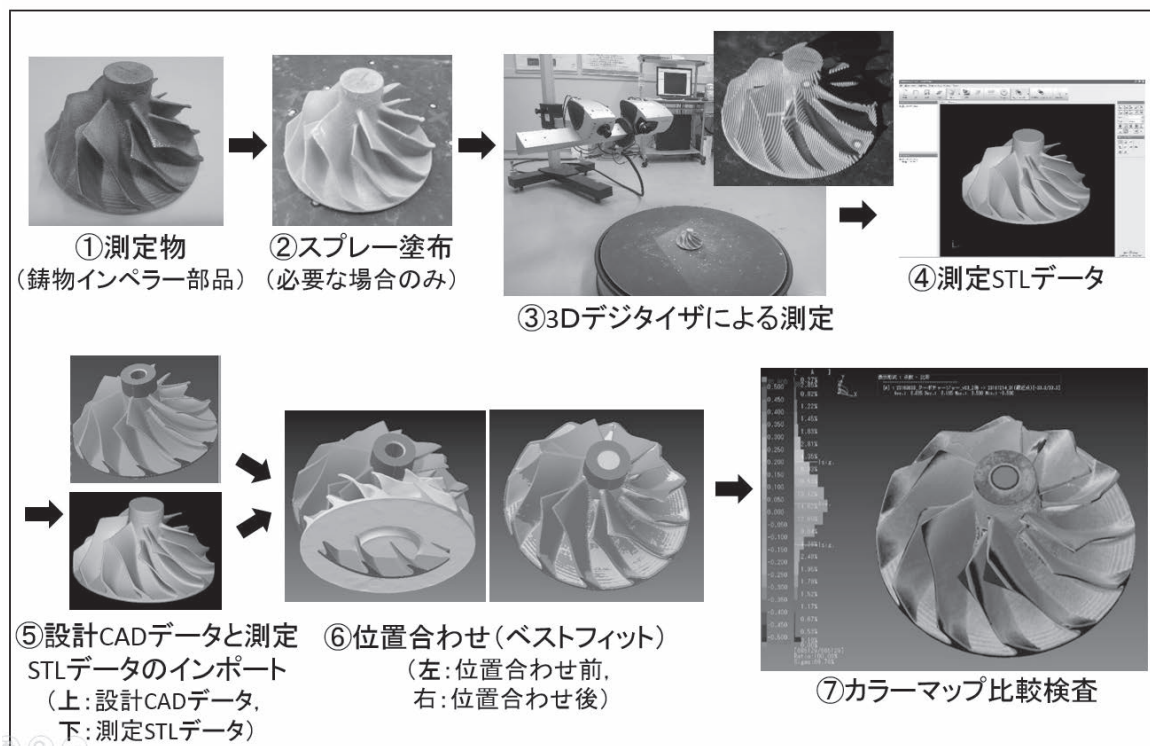 ①測定物
(鋳物インペラー部品)
②スプレー塗布
(必要な場合のみ)
③3Dデジタイザによる測定
④測定STLデータ
⑤設計CADデータと測定
STLデータのインポート
(上:設計CADデータ,
下:測定STLデータ)
⑥位置合わせ(ベストフィット)
(左:位置合わせ前,
右:位置合わせ後)
⑦カラーマップ比較検査